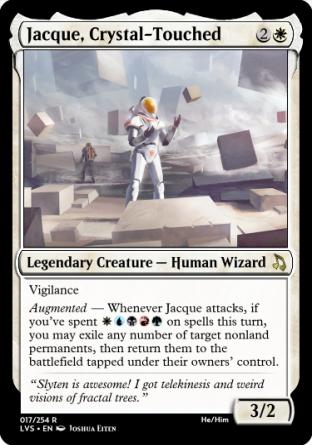 Jacque, Crystal-Touched 2
Legendary Creature — Human Wizard
Vigilance
Augmented — Whenever Jacque attacks, if
you've spent on spells this turn,
you may exile any number of target nonland
permanents, then return them to the
battlefield tapped under their owners' control.
"Slyten is awesome! I got telekinesis and weird
visions of fractal trees."
3/2
017/254 R He/Him
LVS • EN Joshua Eiten